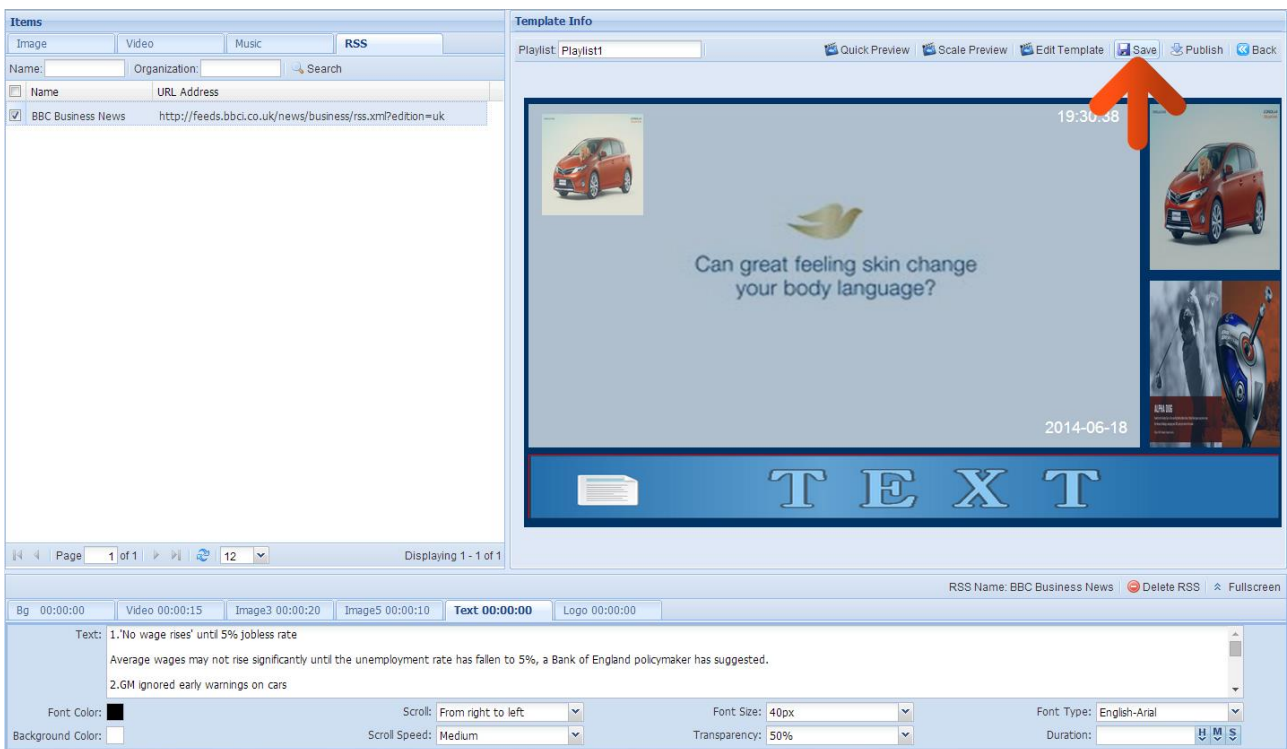 Items
Image Video Music RSS
Name: Organization: Search
Name URL Address
BBC Business News http://feeds.bbci.co.uk/news/business/rss.xml?edition=uk
Page 1 of 1 12 Displaying 1 - 1 of 1
Template Info
Playlist: Playlist1 Quick Preview Scale Preview Edit Template Save Publish Back
19:30:38
Can great feeling skin change
your body language?
ALPHA DOG
2014-06-18
TEXT
RSS Name: BBC Business News Delete RSS Fullscreen
Bg 00:00:00 Video 00:00:15 Image3 00:00:20 Image5 00:00:10 Text 00:00:00 Logo 00:00:00
Text: 1.'No wage rises' until 5% jobless rate
Average wages may not rise significantly until the unemployment rate has fallen to 5%, a Bank of England policymaker has suggested.
2.GM ignored early warnings on cars
Font Color: Scroll: From right to left Font Size: 40px Font Type: English-Arial
Background Color: Scroll Speed: Medium Transparency: 50% Duration: H M S